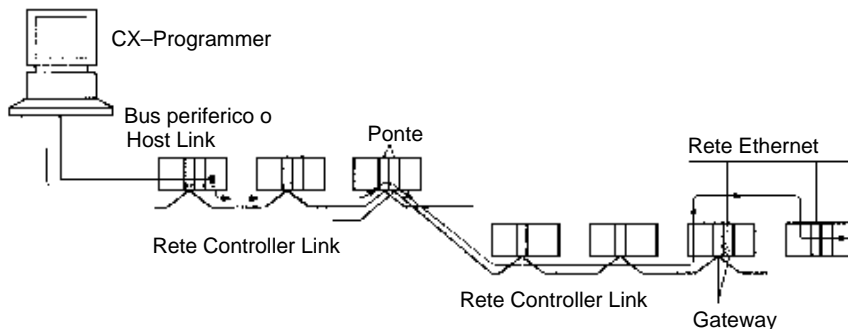 CX–Programmer
Bus periferico o
Host Link
Ponte
Rete Ethernet
Rete Controller Link
Rete Controller Link
Gateway